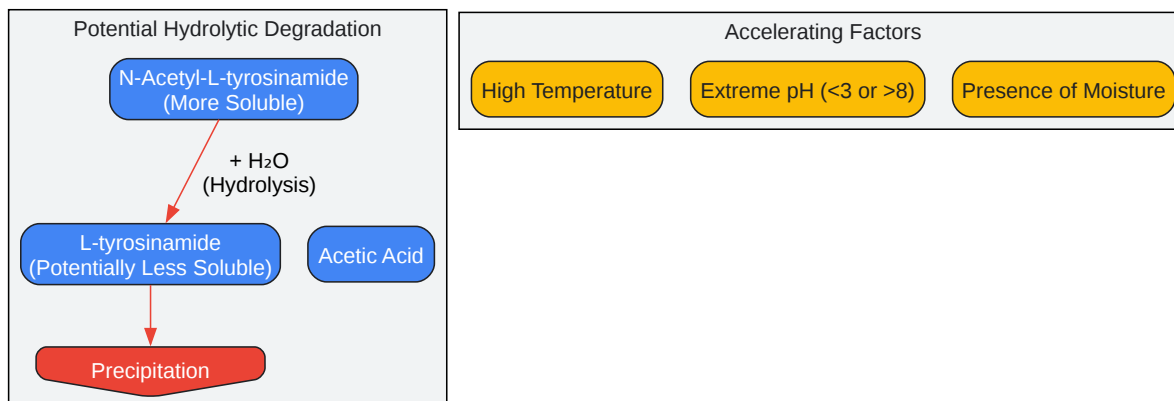 Potential Hydrolytic Degradation
N-Acetyl-L-tyrosinamide
(More Soluble)
+ H₂O
(Hydrolysis)
L-tyrosinamide
(Potentially Less Soluble)
Acetic Acid
Precipitation
Accelerating Factors
High Temperature
Extreme pH (<3 or >8)
Presence of Moisture